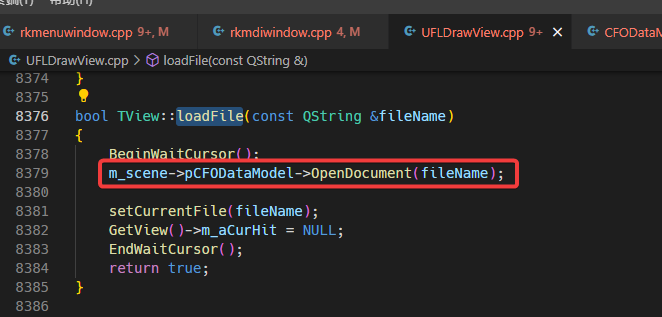 帮助(H)
rkmenuwindow.cpp 9+, M
rkmdiwindow.cpp 4, M
UFLDrawView.cpp 9+
UFLDrawView.cpp > loadFile(const QString &)
8374 }
8375
8376 bool TView::loadFile(const QString &fileName)
8377 {
8378 BeginWaitCursor();
8379 m_scene->pCFODataModel->OpenDocument(fileName);
8380
8381 setCurrentFile(fileName);
8382 GetView()->m_aCurHit = NULL;
8383 EndWaitCursor();
8384 return true;
8385 }
8386